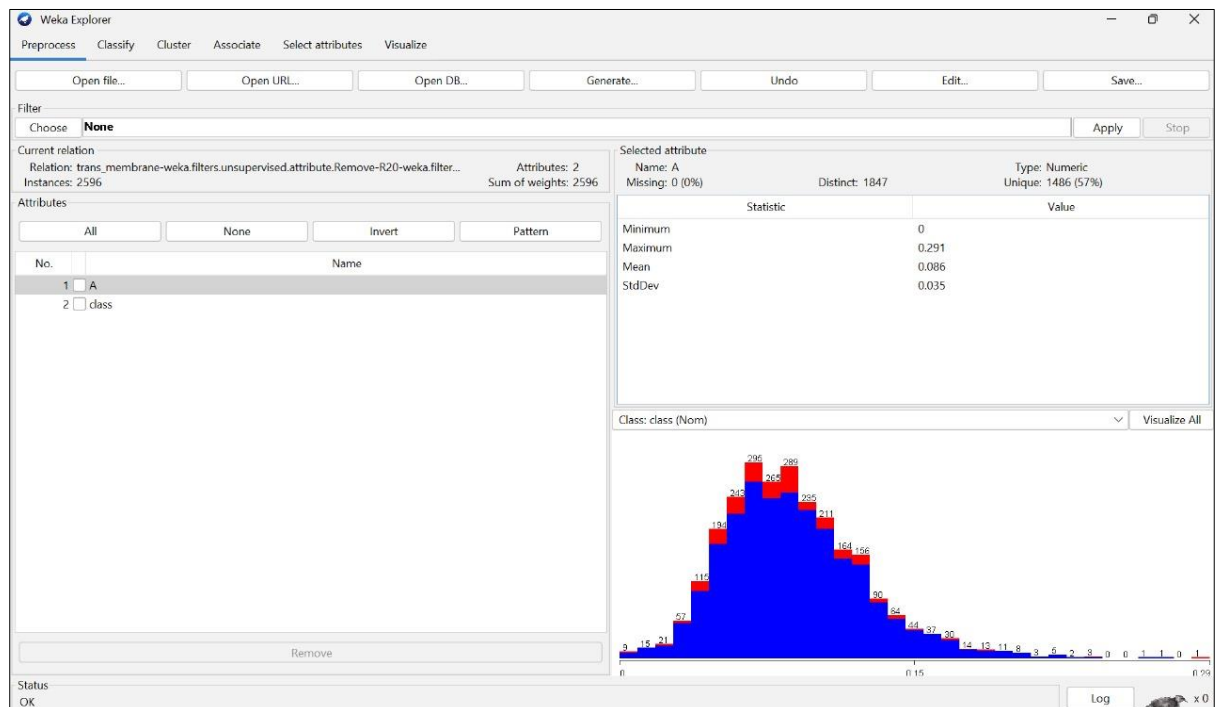 Weka Explorer
Preprocess Classify Cluster Associate Select attributes Visualize
Open file... Open URL... Open DB... Generate... Undo Edit... Save...
Filter
Choose None Apply Stop
Current relation
Relation: trans_membrane-weka.filters.unsupervised.attribute.Remove-R20-weka.filter... Attributes: 2
Instances: 2596 Sum of weights: 2596
Attributes
All None Invert Pattern
No. Name
1 A
2 class
Remove
Selected attribute
Name: A Type: Numeric
Missing: 0 (0%) Distinct: 1847 Unique: 1486 (57%)
Statistic Value
Minimum 0
Maximum 0.291
Mean 0.086
StdDev 0.035
Class: class (Nom) Visualize All
9 15 21 57 115 194 243 295 265 289 235 211 164 156 90 64 44 37 30 14 13 11 8 3 5 2 3 0 0 1 1 0 1
0 0.15 0.29
Status
OK Log x 0